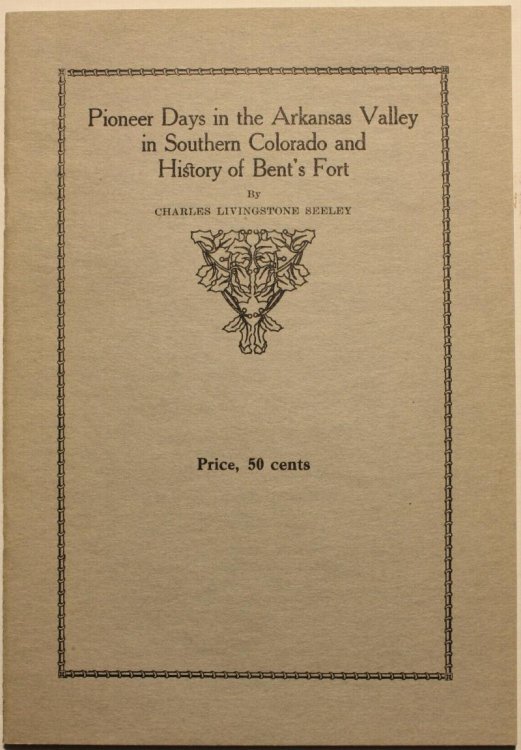 Pioneer Days in the Arkansas Valley
in Southern Colorado and
History of Bent's Fort
By
CHARLES LIVINGSTONE SEELEY
Price, 50 cents